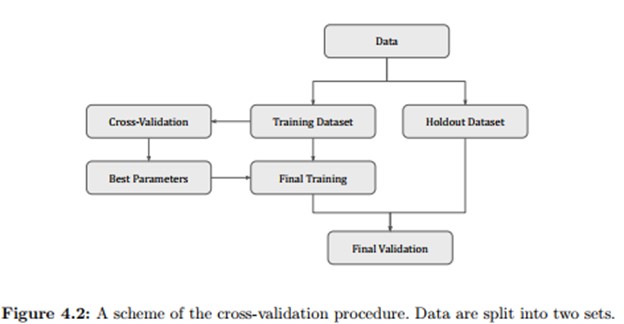 Data
Cross-Validation
Training Dataset
Holdout Dataset
Best Parameters
Final Training
Final Validation
Figure 4.2: A scheme of the cross-validation procedure. Data are split into two sets.